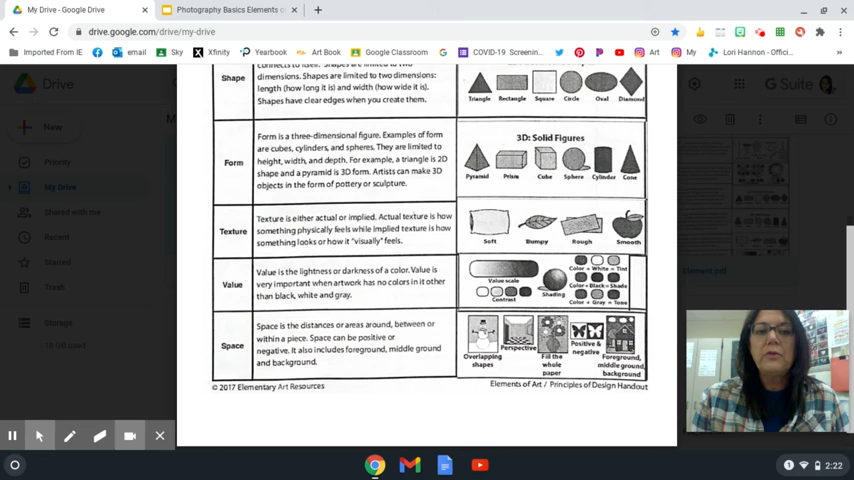 My Drive - Google Drive
Photography Basics Elements o
drive.google.com/drive/my-drive
Imported From IE
email
Sky
Xfinity
Yearbook
Art Book
Google Classroom
COVID-19 Screenin...
Art
My
Lori Hannon - Offici...
Drive
G Suite
New
Priority
My Drive
Shared with me
Recent
Starred
Trash
Storage
Shape
dimensions. Shapes are limited to two dimensions:
length (how long it is) and width (how wide it is).
Shapes have clear edges when you create them.
Triangle Rectangle Square Circle Oval Diamond
Form
Form is a three-dimensional figure. Examples of form
are cubes, cylinders, and spheres. They are limited to
height, width, and depth. For example, a triangle is 2D
shape and a pyramid is 3D form. Artists can make 3D
objects in the form of pottery or sculpture.
3D: Solid Figures
Pyramid Prism Cube Sphere Cylinder Cone
Texture
Texture is either actual or implied. Actual texture is how
something physically feels while implied texture is how
something looks or how it "visually" feels.
Soft Bumpy Rough Smooth
Value
Value is the lightness or darkness of a color. Value is
very important when artwork has no colors in it other
than black, white and gray.
Value scale
Contrast
Shading
Color + White = Tint
Color + Black = Shade
Color + Gray = Tone
Space
Space is the distances or areas around, between or
within a piece. Space can be positive or
negative. It also includes foreground, middle ground
and background.
Overlapping
shapes
Perspective
Fill the
whole
paper
Positive &
negative
Foreground,
middle ground,
background
© 2017 Elementary Art Resources
Elements of Art / Principles of Design Handout
Element.pdf
1
2:22